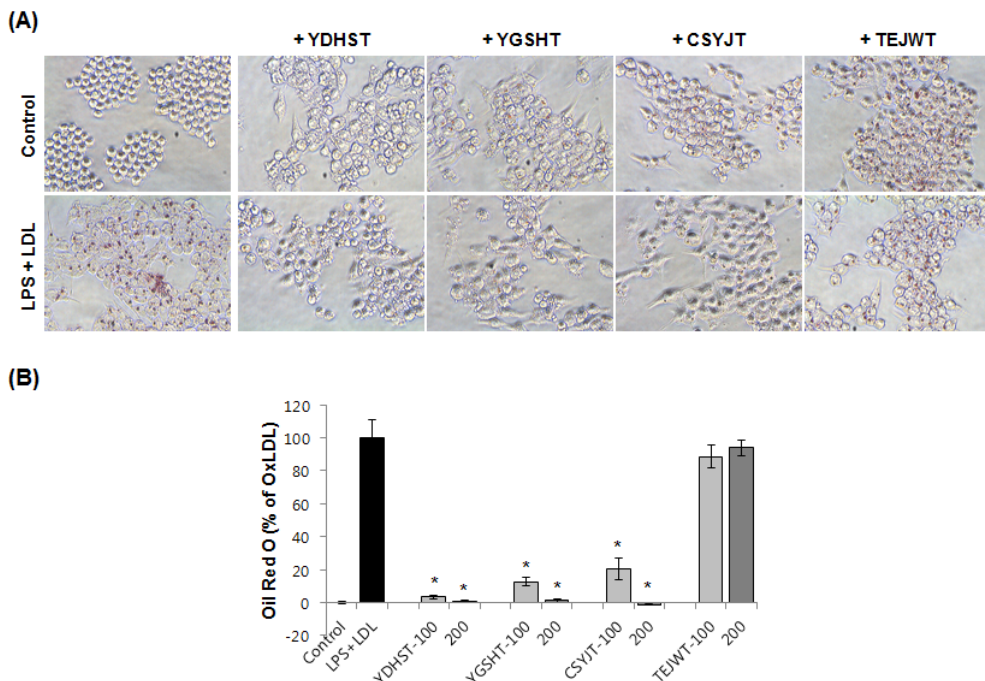 (A)
+ YDHST + YGSHT + CSYJT + TEJWT
Control
LPS + LDL
(B)
Oil Red O (% of OxLDL)
120
100
80
60
40
20
0
-20
* * * * * *
Control LPS+LDL YDHST-100 200 YGSHT-100 200 CSYJT-100 200 TEJWT-100 200